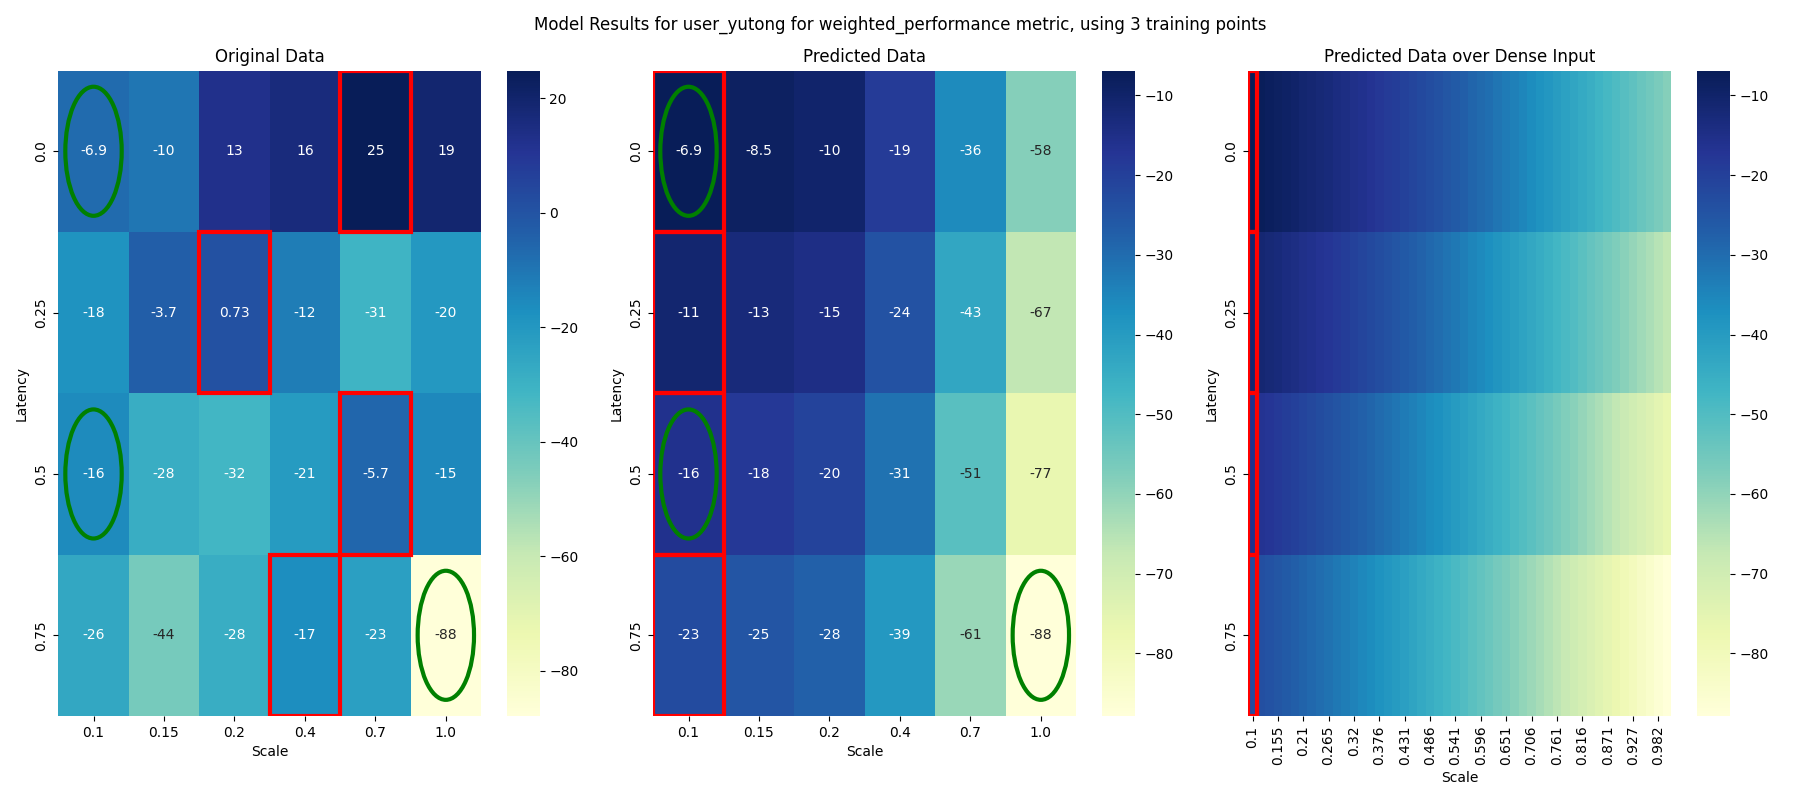 Model Results for user_yutong for weighted_performance metric, using 3 training points
Original Data
Latency
0.0 -6.9 -10 13 16 25 19
0.25 -18 -3.7 0.73 -12 -31 -20
0.5 -16 -28 -32 -21 -5.7 -15
0.75 -26 -44 -28 -17 -23 -88
0.1 0.15 0.2 0.4 0.7 1.0
Scale
20
0
−20
−40
−60
−80
Predicted Data
Latency
0.0 -6.9 -8.5 -10 -19 -36 -58
0.25 -11 -13 -15 -24 -43 -67
0.5 -16 -18 -20 -31 -51 -77
0.75 -23 -25 -28 -39 -61 -88
0.1 0.15 0.2 0.4 0.7 1.0
Scale
−10
−20
−30
−40
−50
−60
−70
−80
Predicted Data over Dense Input
Latency
0.0
0.25
0.5
0.75
0.1 0.155 0.21 0.265 0.32 0.376 0.431 0.486 0.541 0.596 0.651 0.706 0.761 0.816 0.871 0.927 0.982
Scale
−10
−20
−30
−40
−50
−60
−70
−80